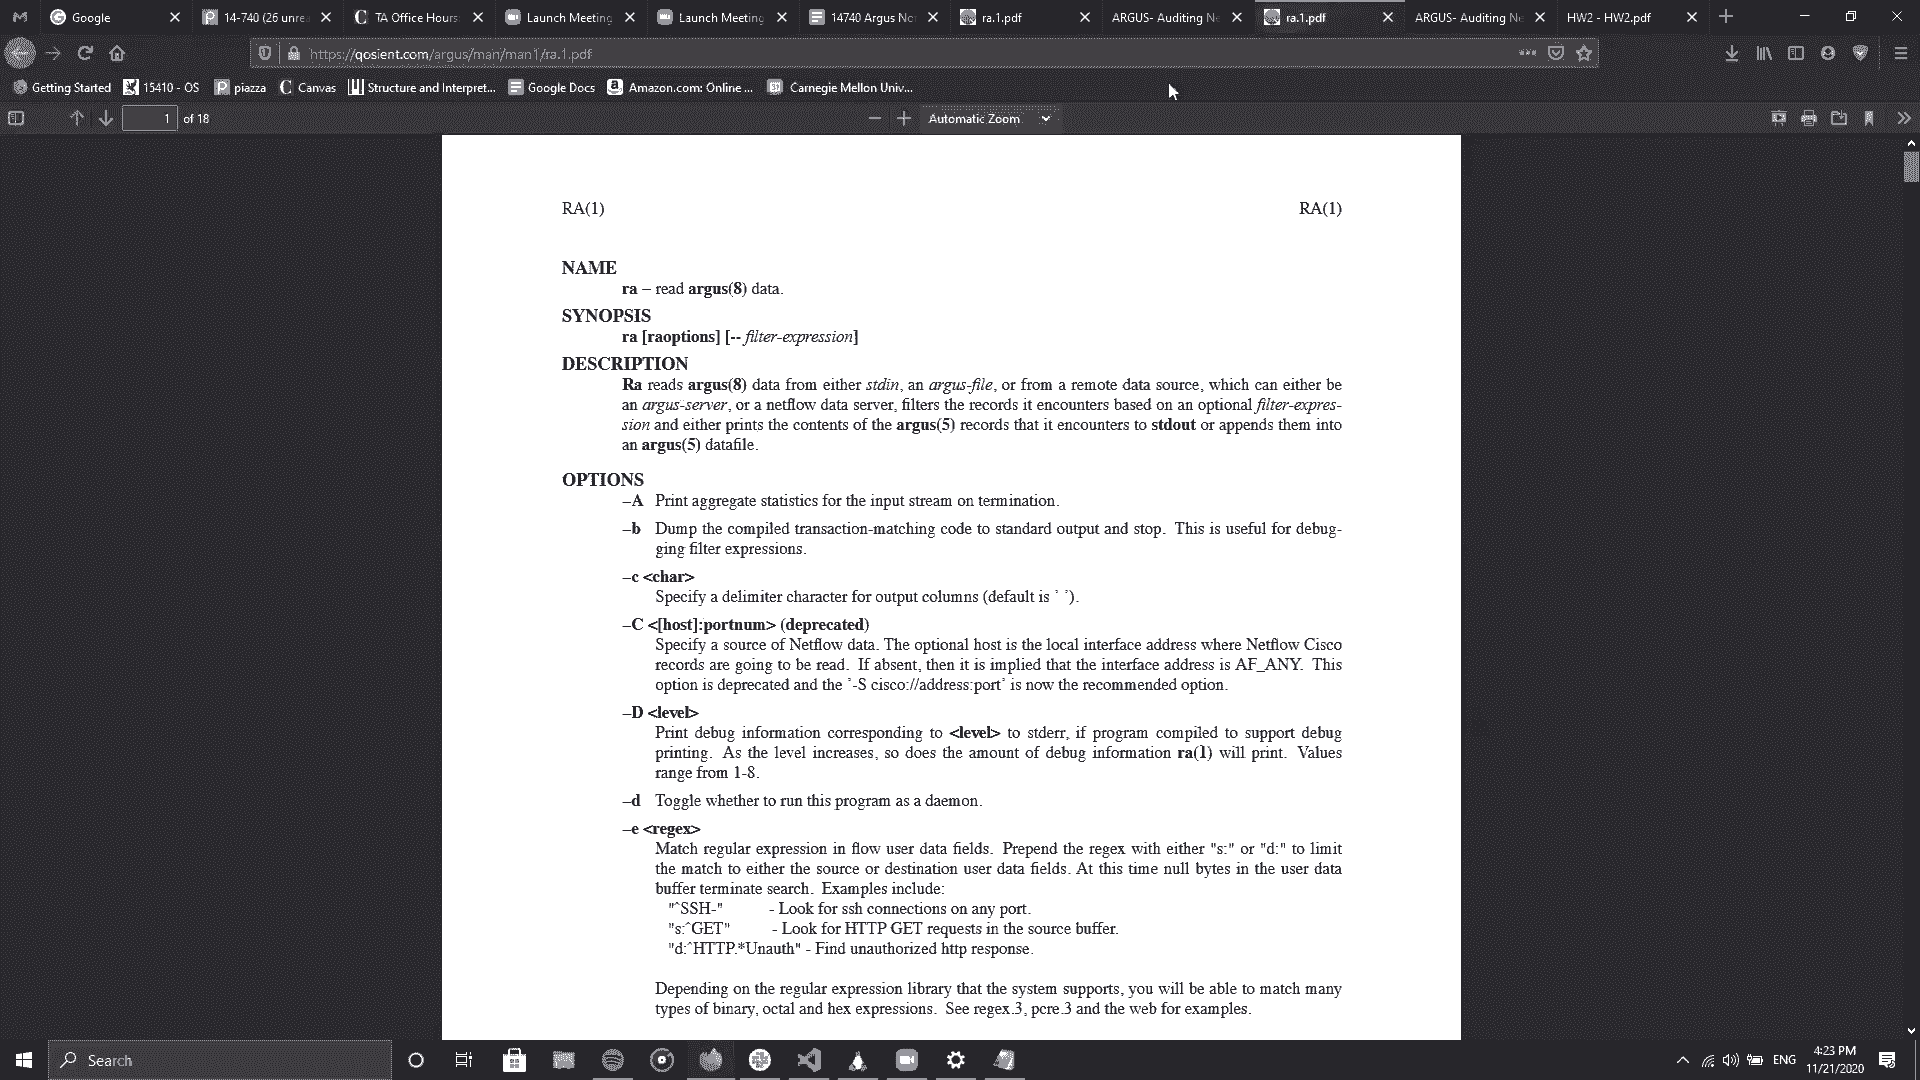 Google
14-740 (26 unrea
TA Office Hours
Launch Meeting
Launch Meeting
14740 Argus No
ra.1.pdf
ARGUS- Auditing Ne
ra.1.pdf
ARGUS- Auditing Ne
HW2 - HW2.pdf
https://qosient.com/argus/man/man1/ra.1.pdf
Getting Started
15410 - OS
piazza
Canvas
Structure and Interpret...
Google Docs
Amazon.com: Online ...
Carnegie Mellon Univ...
1 of 18
Automatic Zoom
RA(1) RA(1)
NAME
ra – read argus(8) data.
SYNOPSIS
ra [raoptions] [-- filter-expression]
DESCRIPTION
Ra reads argus(8) data from either stdin, an argus-file, or from a remote data source, which can either be
an argus-server, or a netflow data server, filters the records it encounters based on an optional filter-expres-
sion and either prints the contents of the argus(5) records that it encounters to stdout or appends them into
an argus(5) datafile.
OPTIONS
–A Print aggregate statistics for the input stream on termination.
–b Dump the compiled transaction-matching code to standard output and stop. This is useful for debug-
ging filter expressions.
–c <char>
Specify a delimiter character for output columns (default is ' ').
–C <[host]:portnum> (deprecated)
Specify a source of Netflow data. The optional host is the local interface address where Netflow Cisco
records are going to be read. If absent, then it is implied that the interface address is AF_ANY. This
option is deprecated and the '-S cisco://address:port' is now the recommended option.
–D <level>
Print debug information corresponding to <level> to stderr, if program compiled to support debug
printing. As the level increases, so does the amount of debug information ra(1) will print. Values
range from 1-8.
–d Toggle whether to run this program as a daemon.
–e <regex>
Match regular expression in flow user data fields. Prepend the regex with either "s:" or "d:" to limit
the match to either the source or destination user data fields. At this time null bytes in the user data
buffer terminate search. Examples include:
"^SSH-" - Look for ssh connections on any port.
"s:^GET" - Look for HTTP GET requests in the source buffer.
"d:^HTTP.*Unauth" - Find unauthorized http response.
Depending on the regular expression library that the system supports, you will be able to match many
types of binary, octal and hex expressions. See regex.3, pcre.3 and the web for examples.
Search
ENG
4:23 PM
11/21/2020